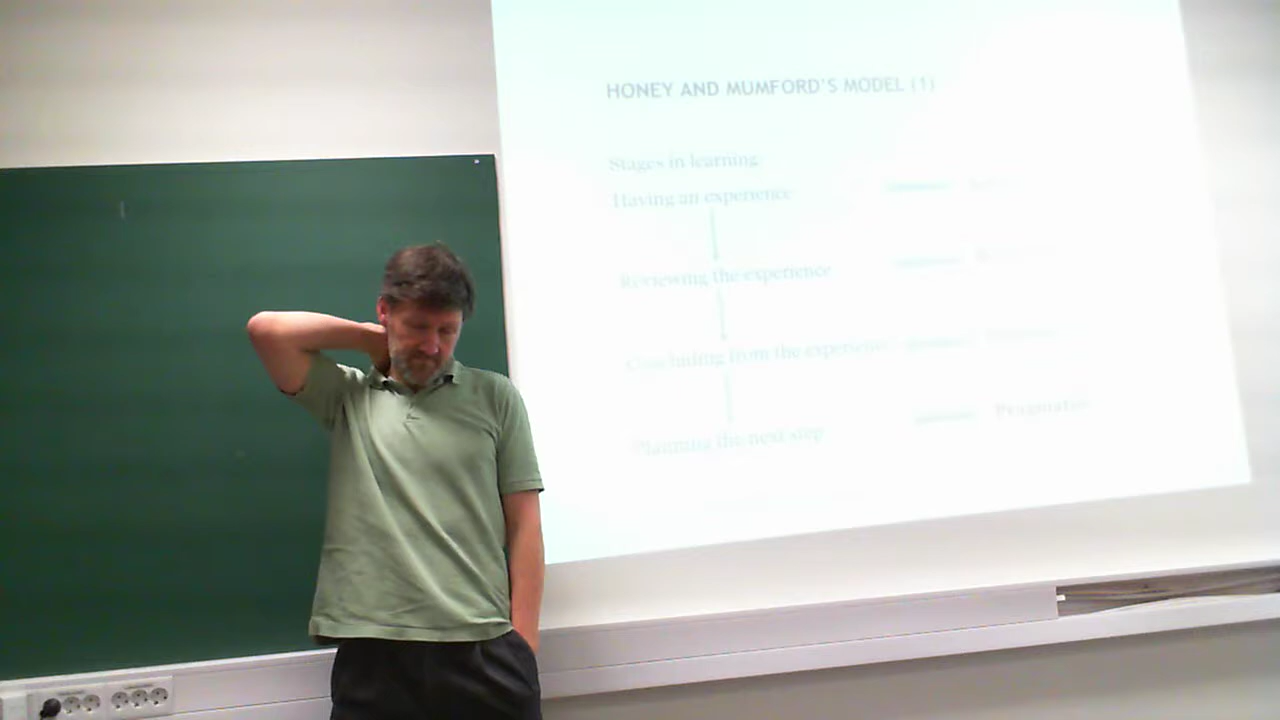 HONEY AND MUMFORD'S MODEL (1)
Stages in learning:
Having an experience
Reviewing the experience
Concluding from the experience
Planning the next step
Pragmatist